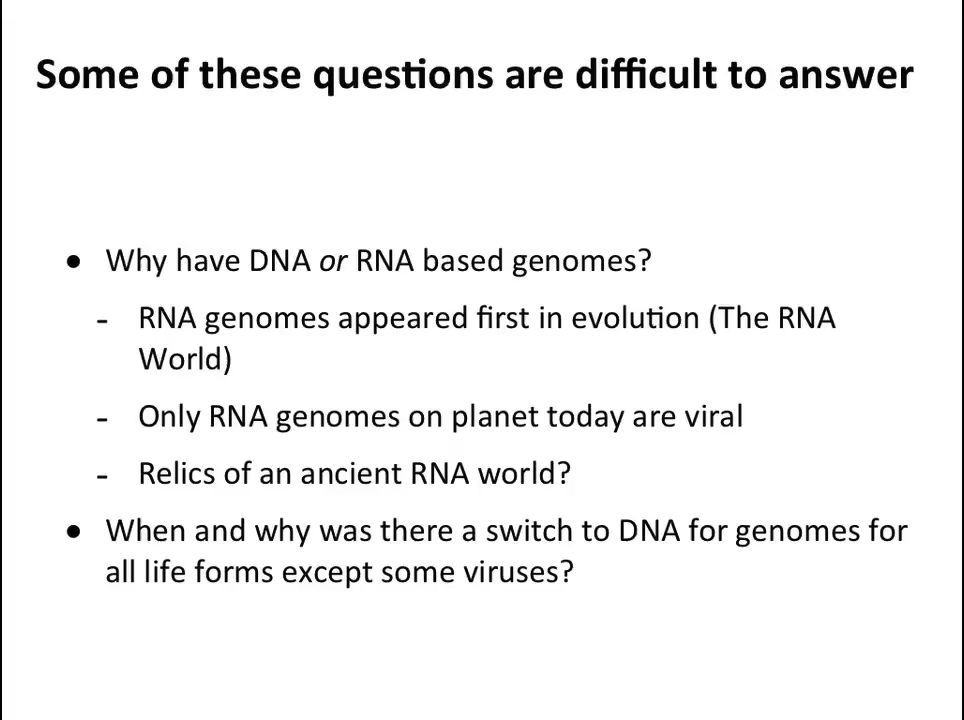 Some of these questions are difficult to answer
● Why have DNA or RNA based genomes?
- RNA genomes appeared first in evolution (The RNA
World)
- Only RNA genomes on planet today are viral
- Relics of an ancient RNA world?
● When and why was there a switch to DNA for genomes for
all life forms except some viruses?